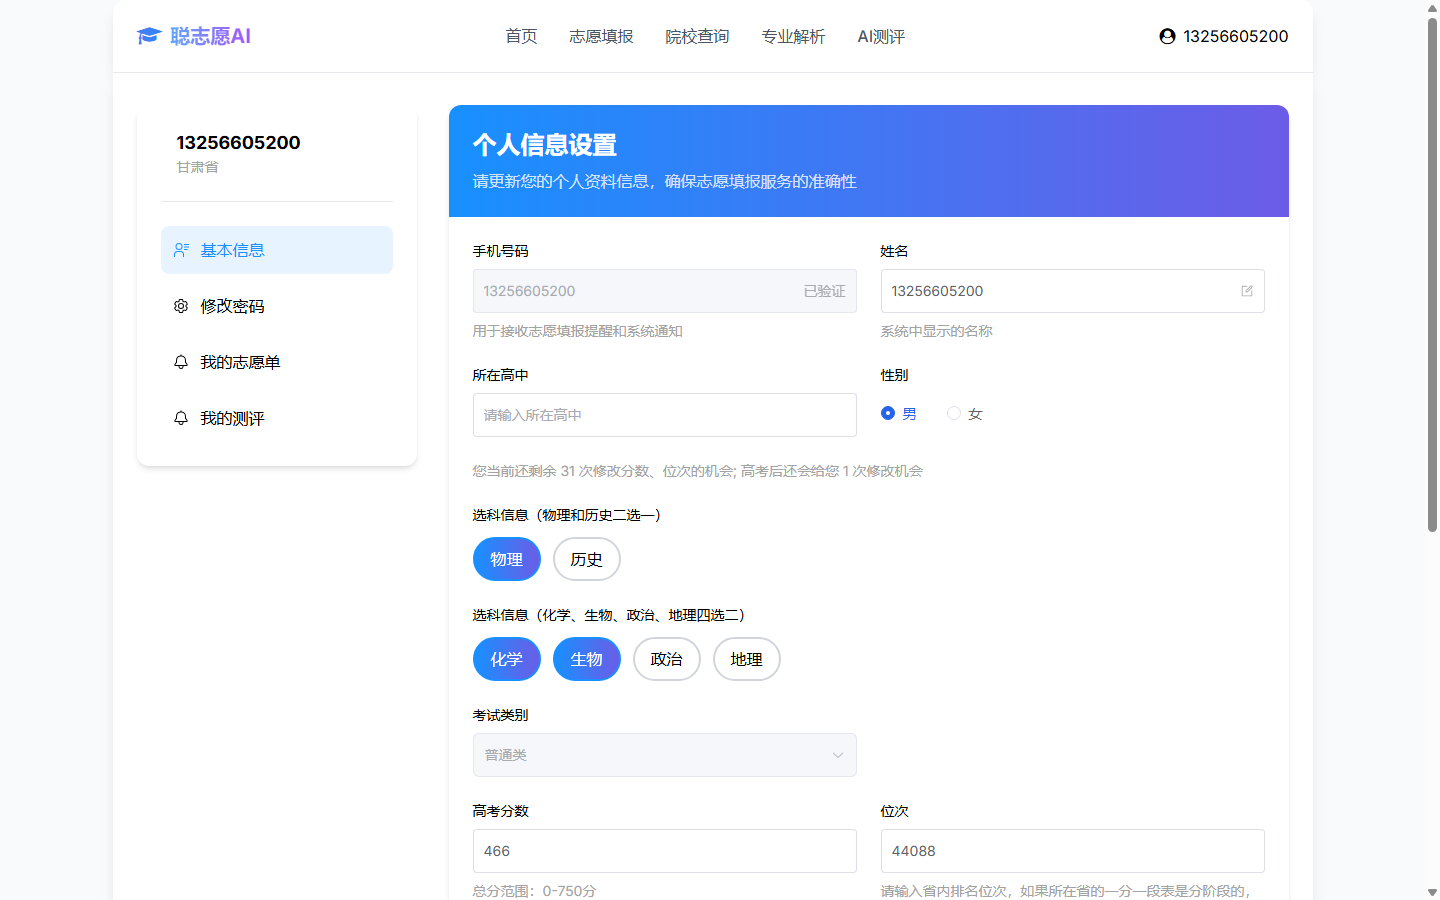 聪志愿AI
首页
志愿填报
院校查询
专业解析
AI测评
13256605200
13256605200
甘肃省
基本信息
修改密码
我的志愿单
我的测评
个人信息设置
请更新您的个人资料信息，确保志愿填报服务的准确性
手机号码
姓名
13256605200
已验证
13256605200
用于接收志愿填报提醒和系统通知
系统中显示的名称
所在高中
性别
请输入所在高中
男
女
您当前还剩余 31 次修改分数、位次的机会; 高考后还会给您 1 次修改机会
选科信息（物理和历史二选一）
物理
历史
选科信息（化学、生物、政治、地理四选二）
化学
生物
政治
地理
考试类别
普通类
高考分数
位次
466
44088
总分范围：0-750分
请输入省内排名位次，如果所在省的一分一段表是分阶段的，